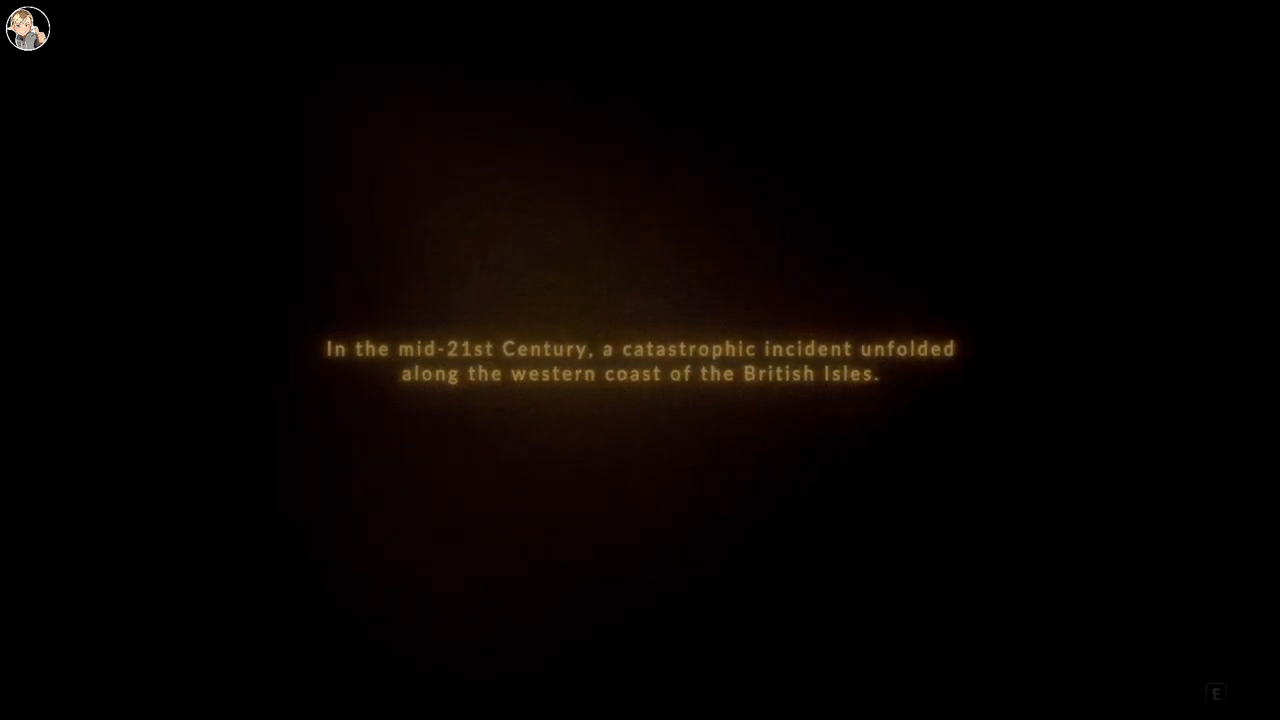 In the mid-21st Century, a catastrophic incident unfolded
along the western coast of the British Isles.
E